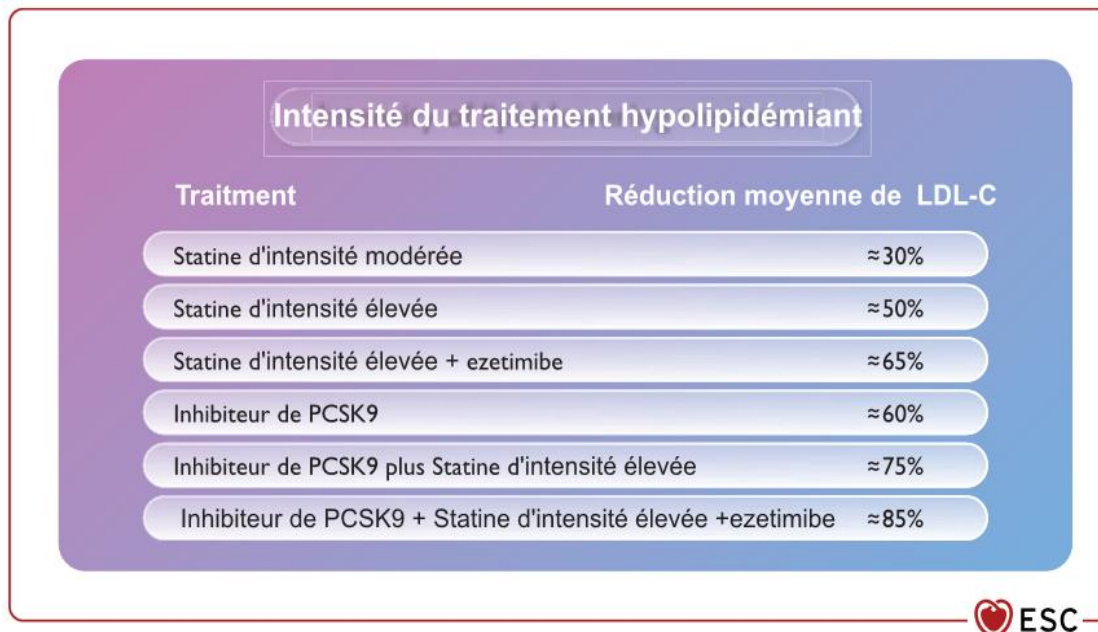 Intensité du traitement hypolipidémiant
Traitment Réduction moyenne de LDL-C
Statine d'intensité modérée ≈30%
Statine d'intensité élevée ≈50%
Statine d'intensité élevée + ezetimibe ≈65%
Inhibiteur de PCSK9 ≈60%
Inhibiteur de PCSK9 plus Statine d'intensité élevée ≈75%
Inhibiteur de PCSK9 + Statine d'intensité élevée +ezetimibe ≈85%
ESC